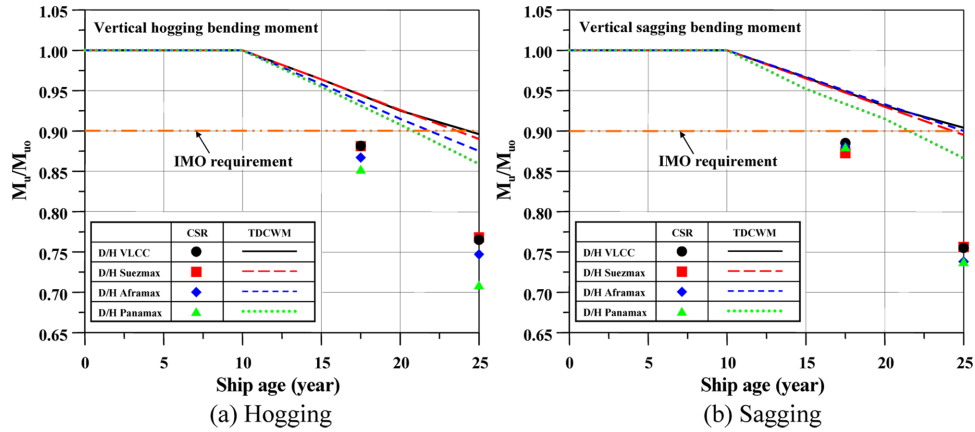 Vertical hogging bending moment
Mu/Muo
1.05
1.00
0.95
0.90
0.85
0.80
0.75
0.70
0.65
IMO requirement
CSR TDCWM
D/H VLCC
D/H Suezmax
D/H Aframax
D/H Panamax
0 5 10 15 20 25
Ship age (year)
(a) Hogging
Vertical sagging bending moment
Mu/Muo
1.05
1.00
0.95
0.90
0.85
0.80
0.75
0.70
0.65
IMO requirement
CSR TDCWM
D/H VLCC
D/H Suezmax
D/H Aframax
D/H Panamax
0 5 10 15 20 25
Ship age (year)
(b) Sagging